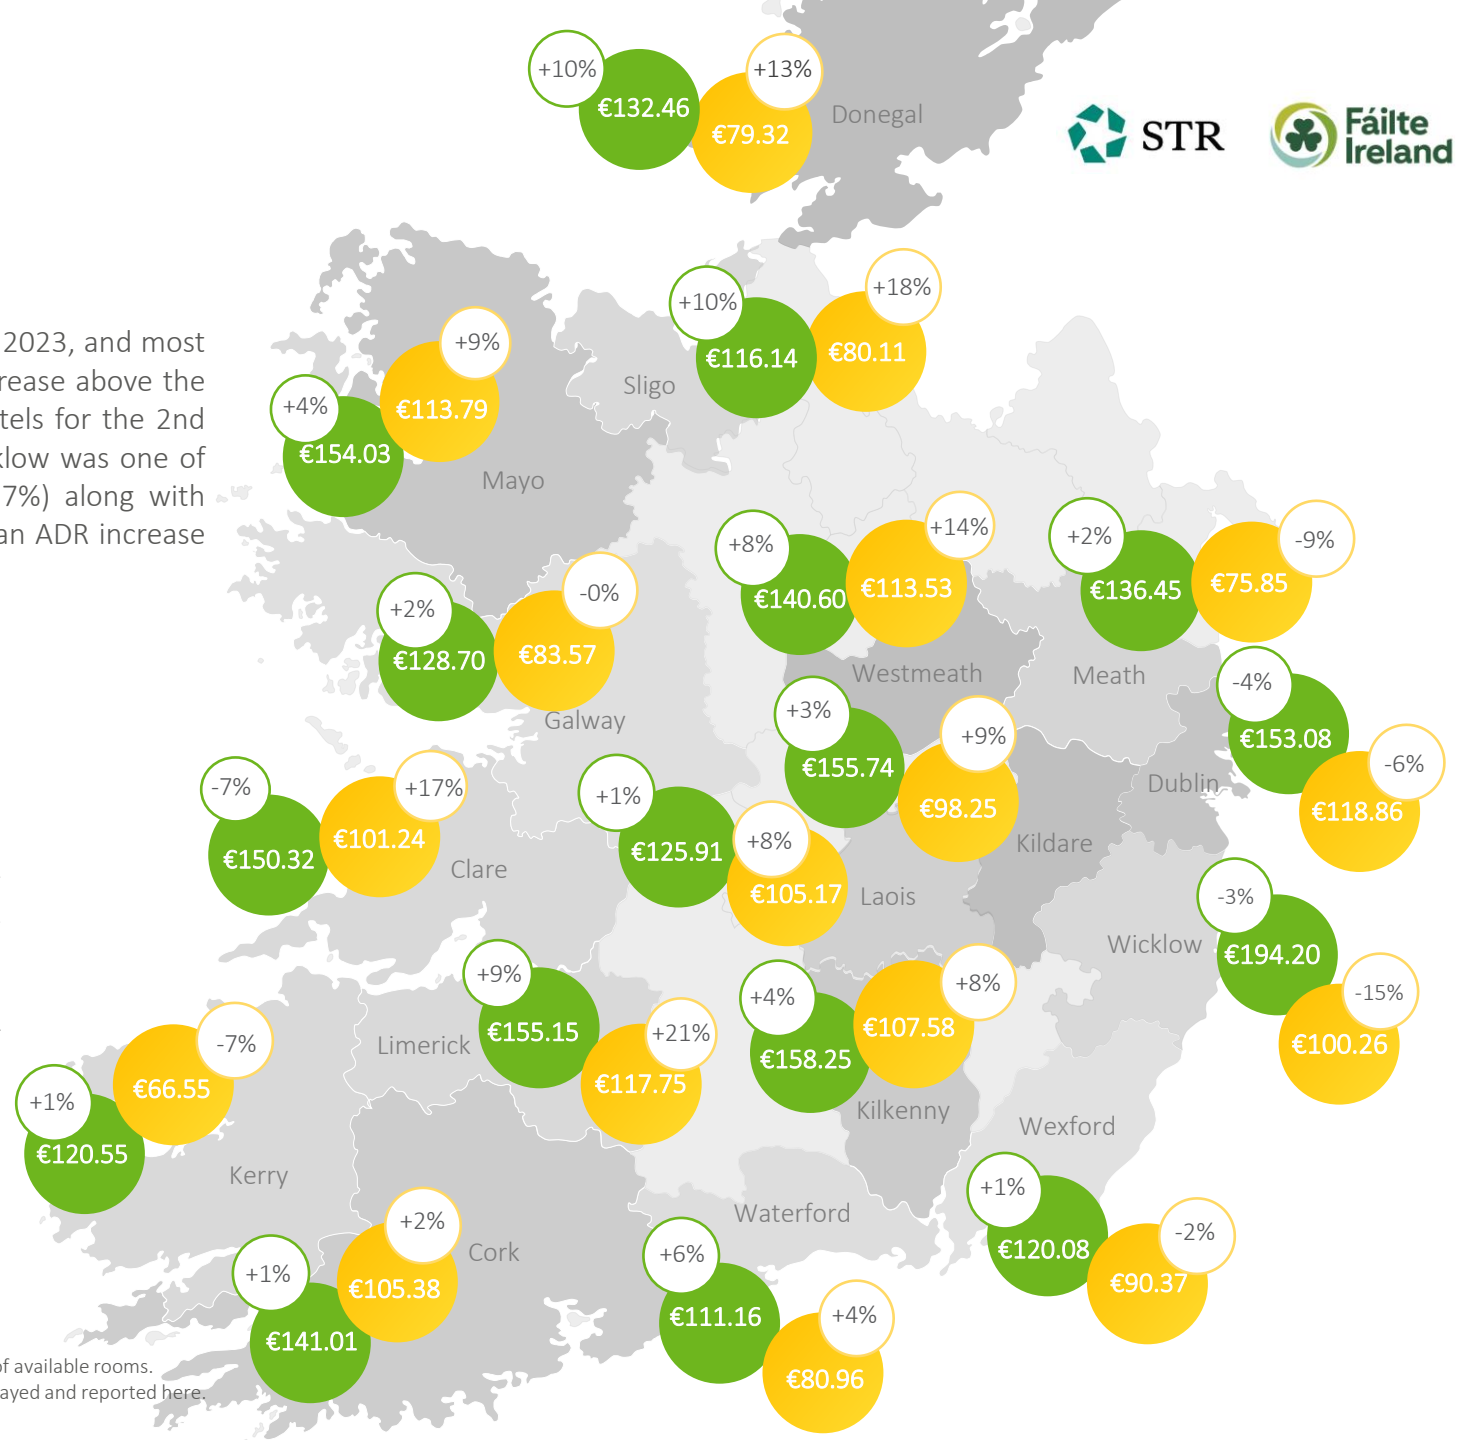 +10%
€132.46
+13%
€79.32
Donegal
STR
Fáilte
Ireland
2023, and most
rease above the
tels for the 2nd
klow was one of
7%) along with
an ADR increase
+10%
€116.14
+18%
€80.11
Sligo
+4%
€154.03
+9%
€113.79
Mayo
+8%
€140.60
+14%
€113.53
Westmeath
+2%
€136.45
-9%
€75.85
Meath
+2%
€128.70
-0%
€83.57
Galway
-4%
€153.08
-6%
€118.86
Dublin
+3%
€155.74
+9%
€98.25
Kildare
-7%
€150.32
+17%
€101.24
Clare
+1%
€125.91
+8%
€105.17
Laois
-3%
€194.20
-15%
€100.26
Wicklow
+9%
€155.15
+21%
€117.75
Limerick
+4%
€158.25
+8%
€107.58
Kilkenny
+1%
€120.55
-7%
€66.55
Kerry
+1%
€120.08
-2%
€90.37
Wexford
+1%
€141.01
+2%
€105.38
Cork
+6%
€111.16
+4%
€80.96
Waterford
of available rooms.
ayed and reported here.